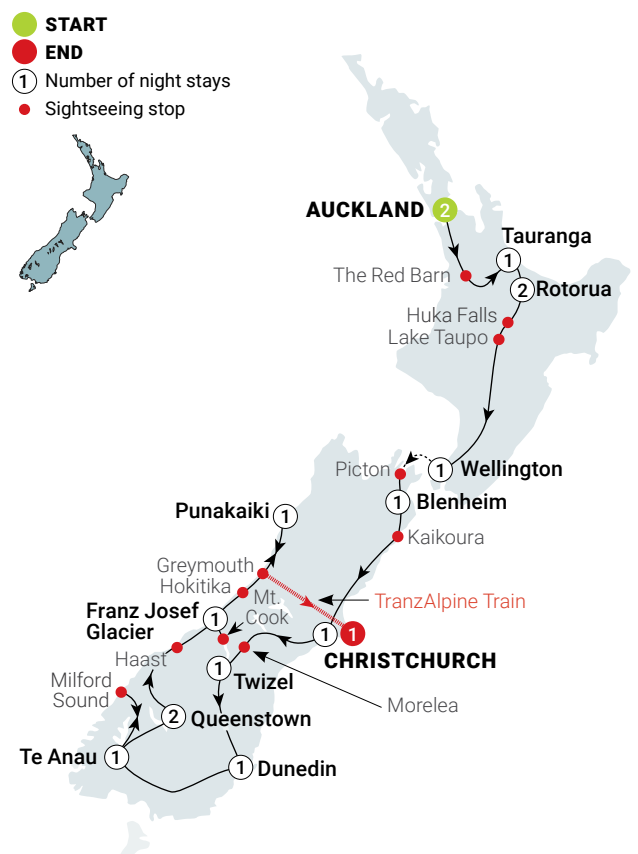 START
END
1 Number of night stays
Sightseeing stop
AUCKLAND 2
Tauranga
1
The Red Barn
2 Rotorua
Huka Falls
Lake Taupo
Picton
1 Wellington
1 Blenheim
Punakaiki 1
Kaikoura
Greymouth
Hokitika
Mt.
Cook
TranzAlpine Train
Franz Josef
Glacier
1
1
1
CHRISTCHURCH
Haast
1
Twizel
Milford
Sound
Morelea
2 Queenstown
Te Anau 1
1 Dunedin